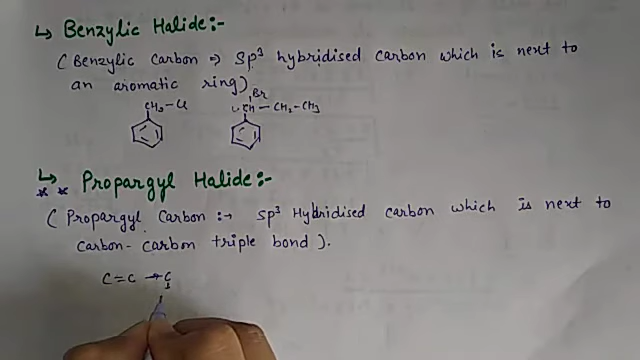 ↳ Benzylic Halide:-
( Benzylic Carbon ⇒ sp³ hybridised carbon which is next to
an aromatic ring)
Br
CH₂-Cl CH-CH₂-CH₃
↳ Propargyl Halide:-
** 
( Propargyl Carbon :→ sp³ Hybridised carbon which is next to
carbon-carbon triple bond ).
C=C → C